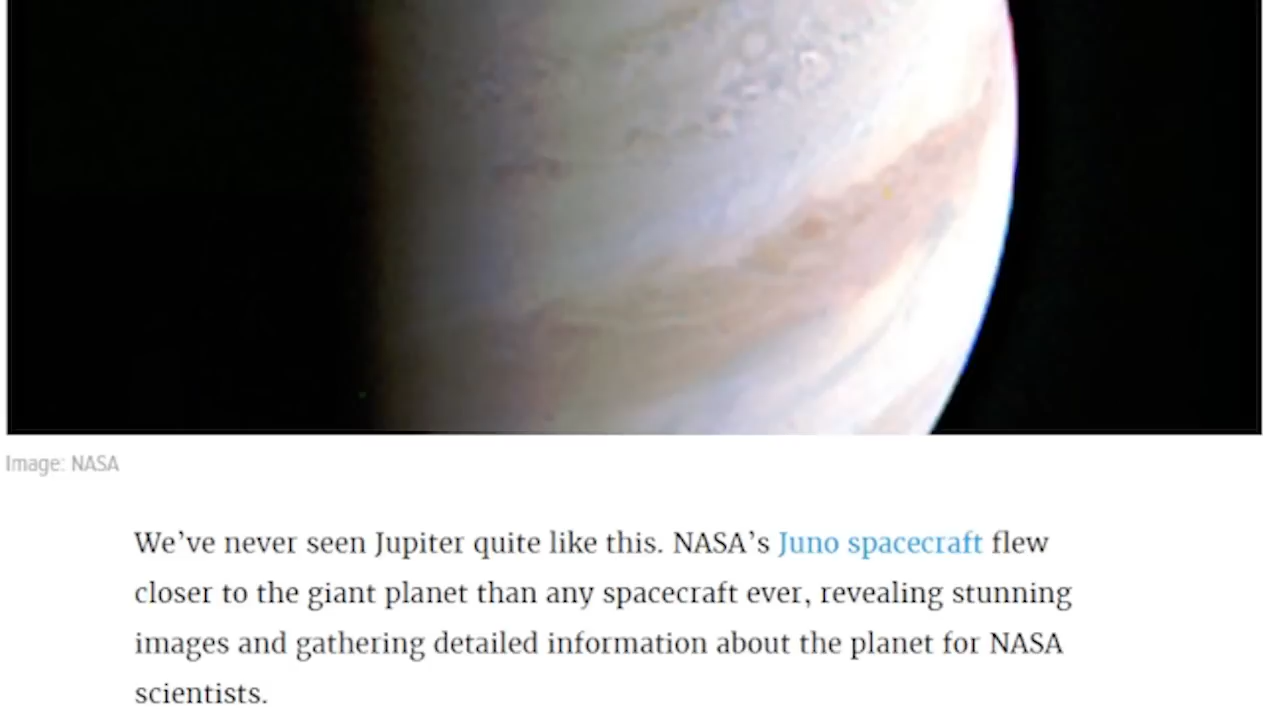 Image: NASA
We’ve never seen Jupiter quite like this. NASA’s Juno spacecraft flew
closer to the giant planet than any spacecraft ever, revealing stunning
images and gathering detailed information about the planet for NASA
scientists.